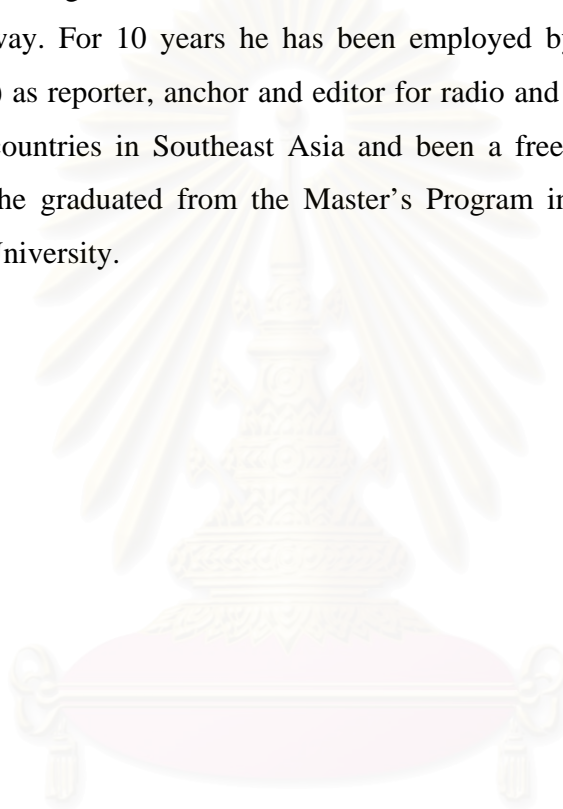 way. For 10 years he has been employed by
) as reporter, anchor and editor for radio and
countries in Southeast Asia and been a free
he graduated from the Master's Program in
University.